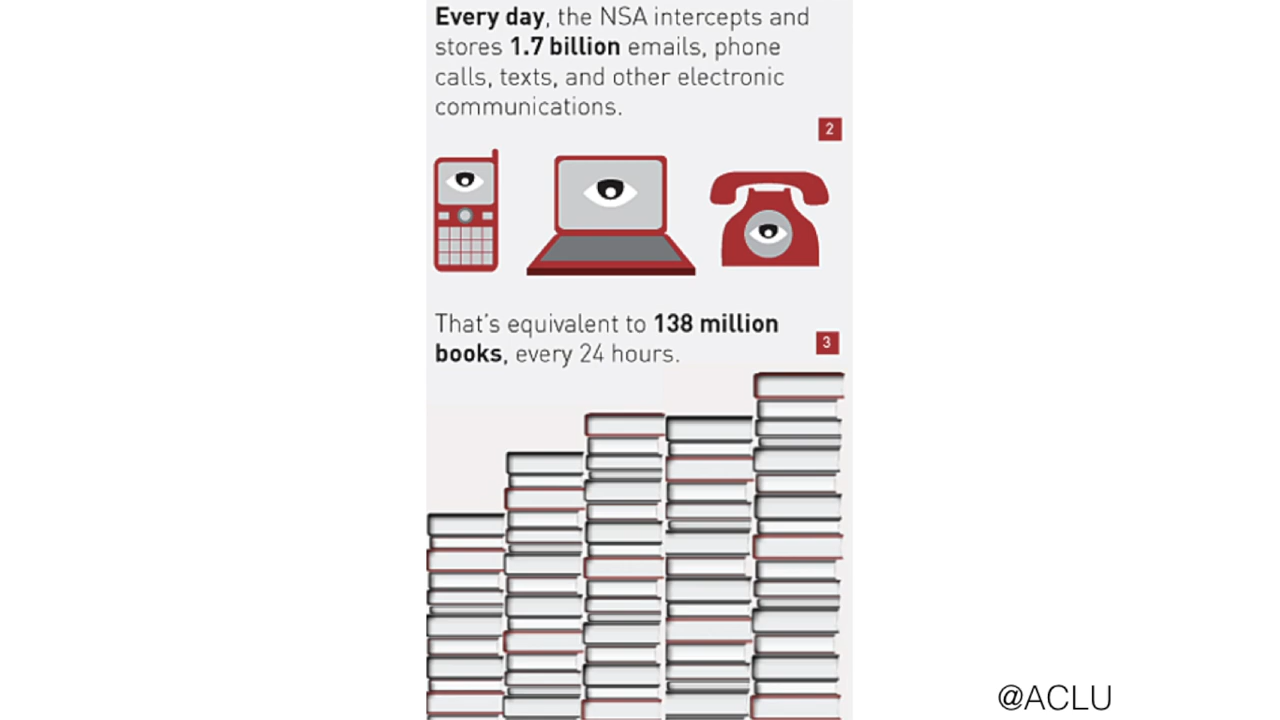 Every day, the NSA intercepts and
stores 1.7 billion emails, phone
calls, texts, and other electronic
communications.
2
That's equivalent to 138 million
books, every 24 hours.
3
@ACLU